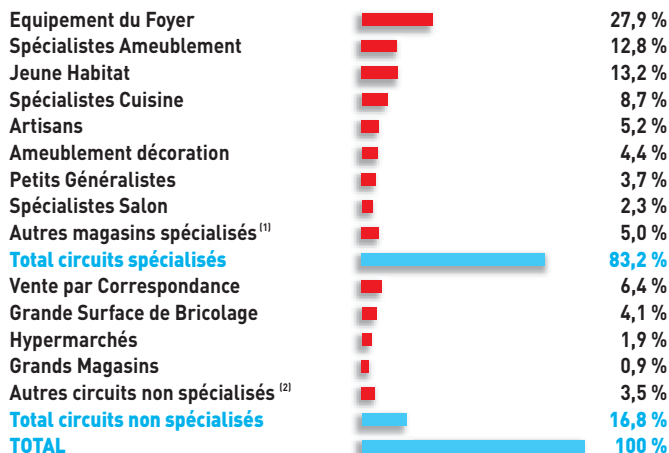 Equipement du Foyer 27,9 %
Spécialistes Ameublement 12,8 %
Jeune Habitat 13,2 %
Spécialistes Cuisine 8,7 %
Artisans 5,2 %
Ameublement décoration 4,4 %
Petits Généralistes 3,7 %
Spécialistes Salon 2,3 %
Autres magasins spécialisés (1) 5,0 %
Total circuits spécialisés 83,2 %
Vente par Correspondance 6,4 %
Grande Surface de Bricolage 4,1 %
Hypermarchés 1,9 %
Grands Magasins 0,9 %
Autres circuits non spécialisés (2) 3,5 %
Total circuits non spécialisés 16,8 %
TOTAL 100 %